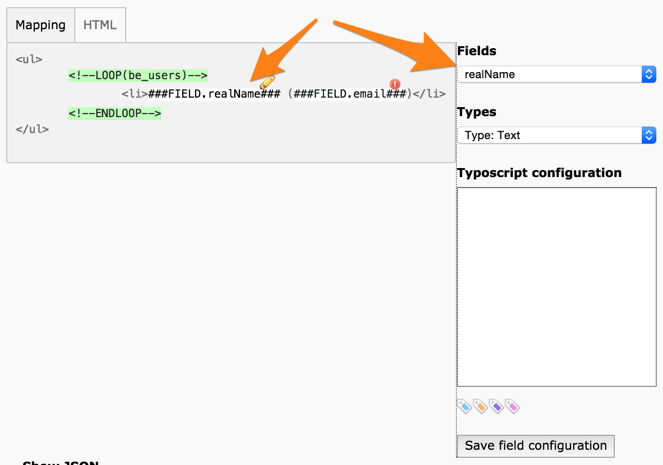 Mapping HTML
<ul>
<!--LOOP(be_users)-->
<li>###FIELD.realName### (###FIELD.email###)</li>
<!--ENDLOOP-->
</ul>
Fields
realName
Types
Type: Text
Typoscript configuration
Save field configuration
Show JSON